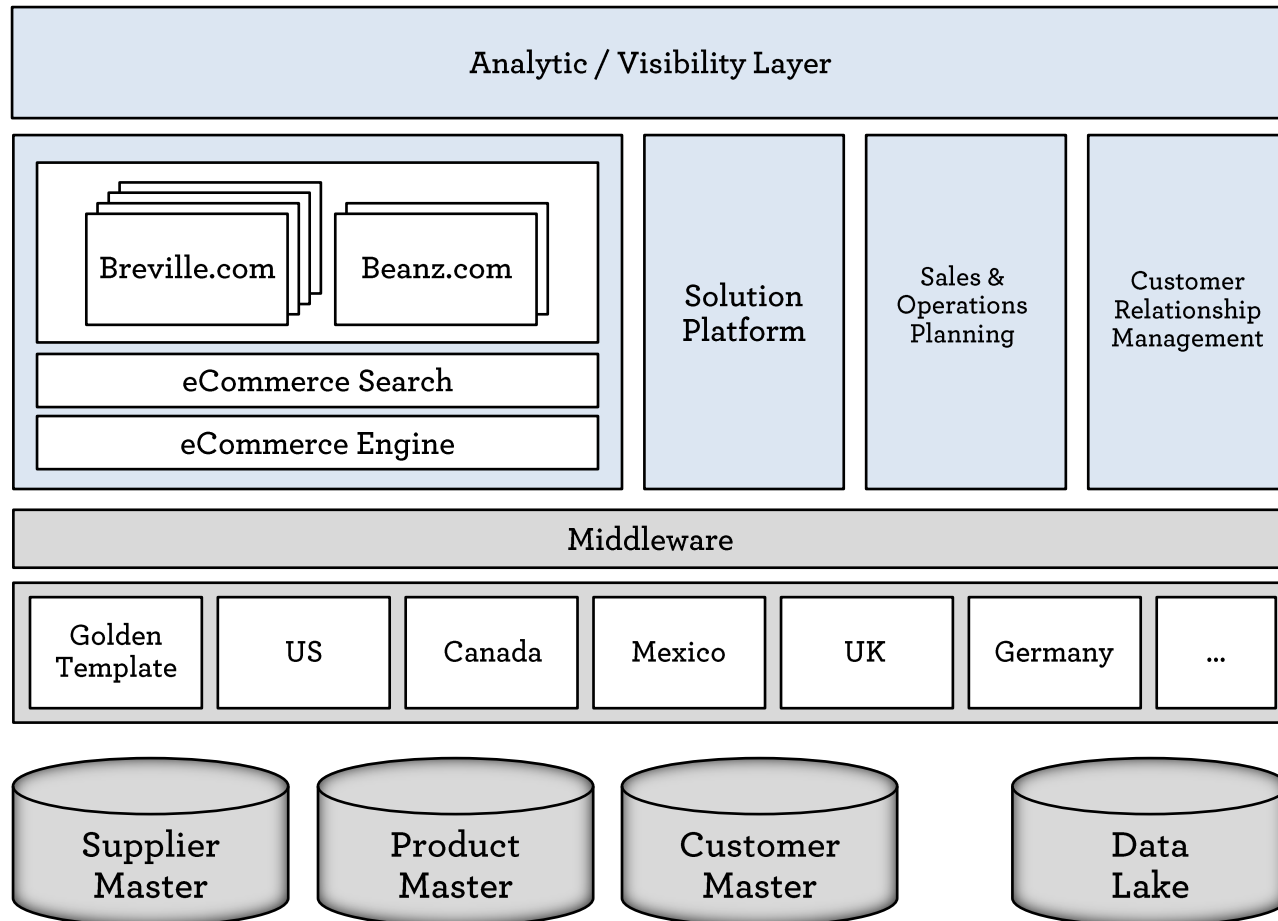 Analytic / Visibility Layer
Breville.com
Beanz.com
eCommerce Search
eCommerce Engine
Solution
Platform
Sales &
Operations
Planning
Customer
Relationship
Management
Middleware
Golden
Template
US
Canada
Mexico
UK
Germany
...
Supplier
Master
Product
Master
Customer
Master
Data
Lake